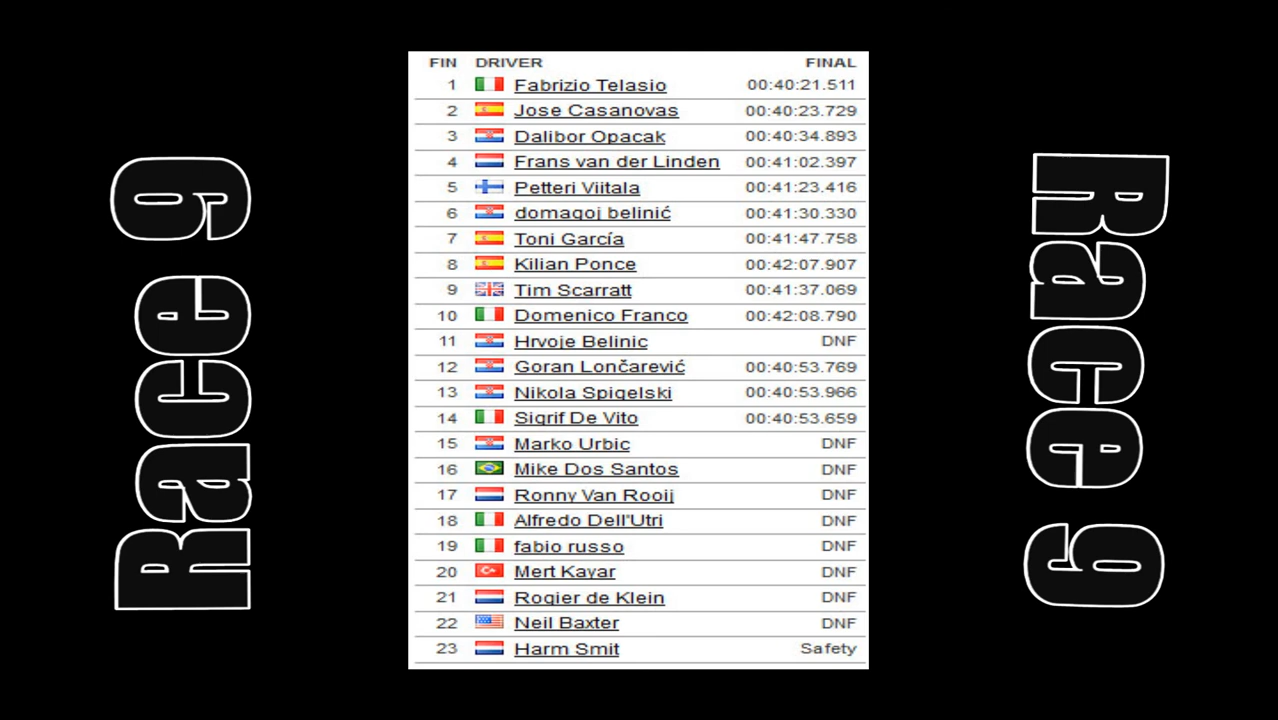 Race 9
FIN DRIVER FINAL
1 Fabrizio Telasio 00:40:21.511
2 Jose Casanovas 00:40:23.729
3 Dalibor Opacak 00:40:34.893
4 Frans van der Linden 00:41:02.397
5 Petteri Viitala 00:41:23.416
6 domagoj belinić 00:41:30.330
7 Toni García 00:41:47.758
8 Kilian Ponce 00:42:07.907
9 Tim Scarratt 00:41:37.069
10 Domenico Franco 00:42:08.790
11 Hrvoje Belinic DNF
12 Goran Lončarević 00:40:53.769
13 Nikola Spigelski 00:40:53.966
14 Sigrif De Vito 00:40:53.659
15 Marko Urbic DNF
16 Mike Dos Santos DNF
17 Ronny Van Rooij DNF
18 Alfredo Dell'Utri DNF
19 fabio russo DNF
20 Mert Kayar DNF
21 Rogier de Klein DNF
22 Neil Baxter DNF
23 Harm Smit Safety
Race 9